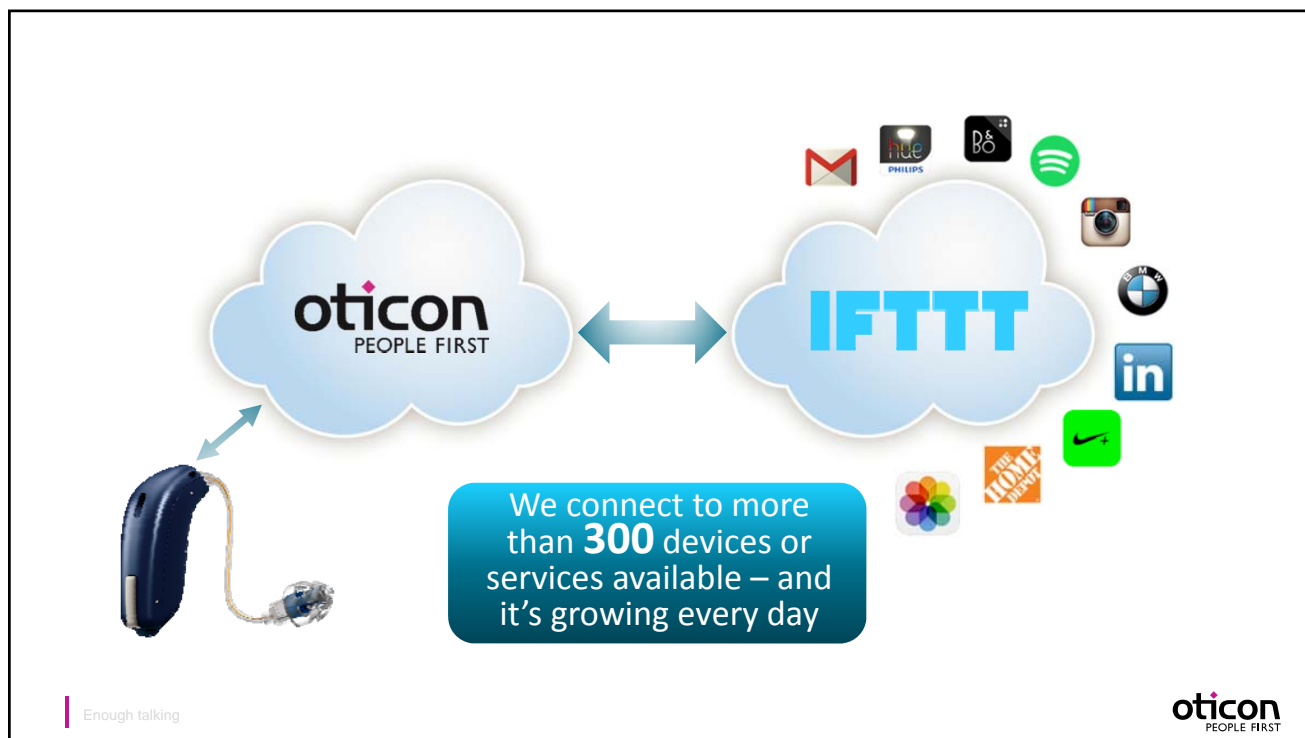 hue
PHILIPS
B&O
BMW
oticon
PEOPLE FIRST
IFTTT
in
THE
HOME
DEPOT
We connect to more
than 300 devices or
services available – and
it's growing every day
Enough talking
oticon
PEOPLE FIRST